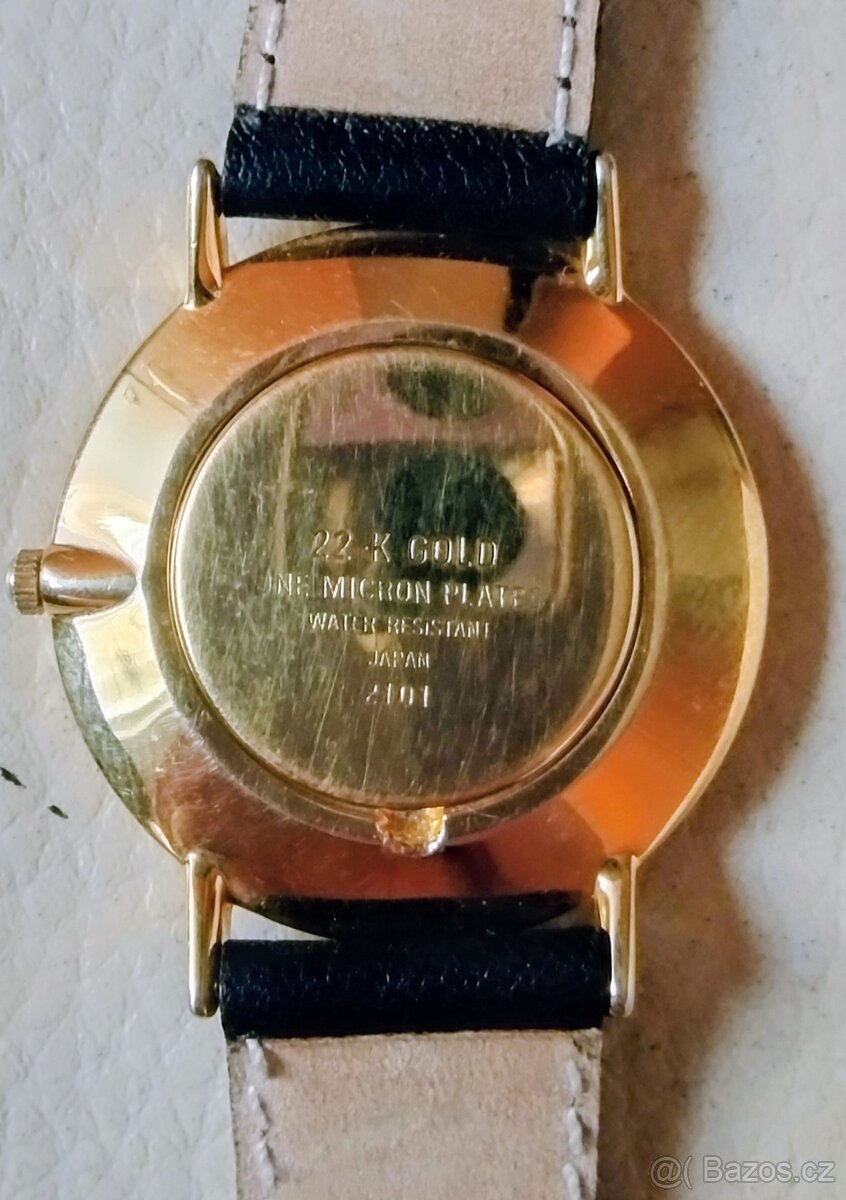 22-K GOLD
ONE MICRON PLATED
WATER RESISTANT
JAPAN
2101
@( Bazos.cz